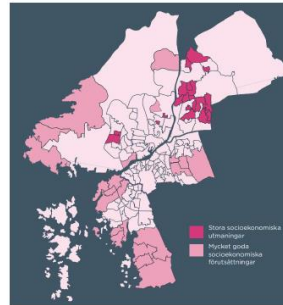 Stora socioekonomiska
utmaningar
Mycket goda
socioekonomiska
förutsättningar